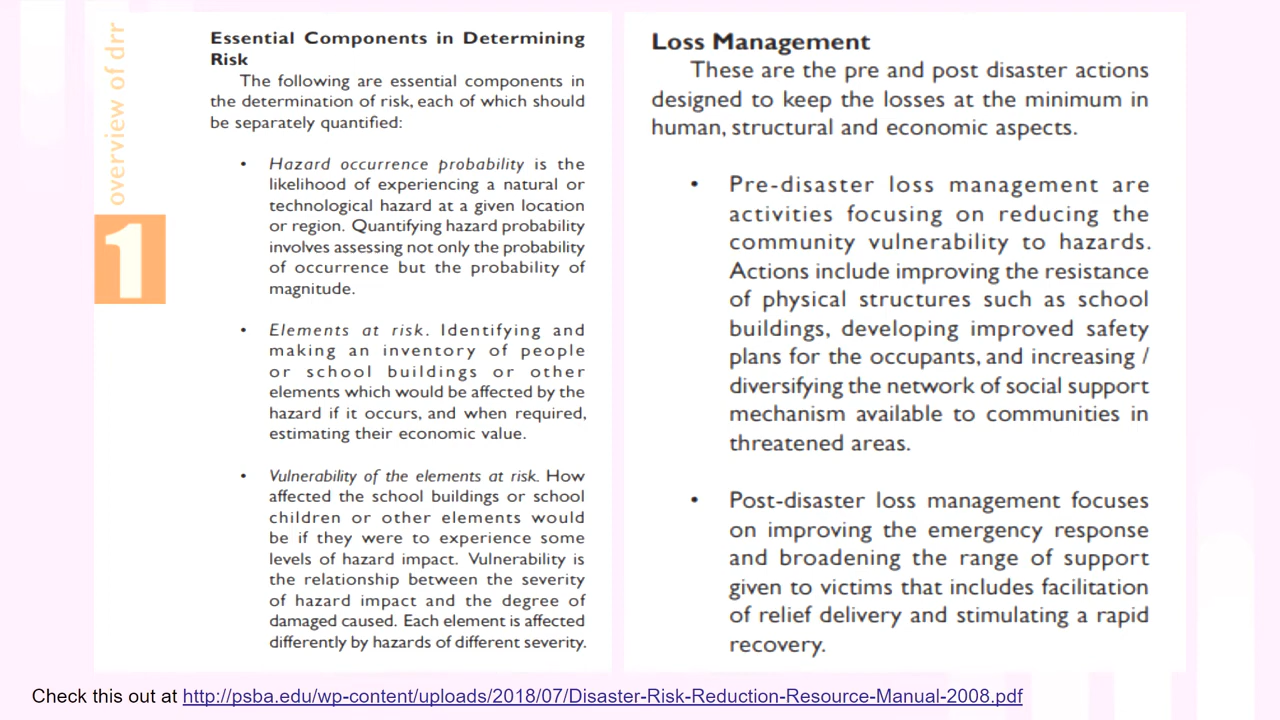 overview of drr
1
Essential Components in Determining
Risk
The following are essential components in
the determination of risk, each of which should
be separately quantified:
• Hazard occurrence probability is the
likelihood of experiencing a natural or
technological hazard at a given location
or region. Quantifying hazard probability
involves assessing not only the probability
of occurrence but the probability of
magnitude.
• Elements at risk. Identifying and
making an inventory of people
or school buildings or other
elements which would be affected by the
hazard if it occurs, and when required,
estimating their economic value.
• Vulnerability of the elements at risk. How
affected the school buildings or school
children or other elements would
be if they were to experience some
levels of hazard impact. Vulnerability is
the relationship between the severity
of hazard impact and the degree of
damaged caused. Each element is affected
differently by hazards of different severity.
Loss Management
These are the pre and post disaster actions
designed to keep the losses at the minimum in
human, structural and economic aspects.
• Pre-disaster loss management are
activities focusing on reducing the
community vulnerability to hazards.
Actions include improving the resistance
of physical structures such as school
buildings, developing improved safety
plans for the occupants, and increasing /
diversifying the network of social support
mechanism available to communities in
threatened areas.
• Post-disaster loss management focuses
on improving the emergency response
and broadening the range of support
given to victims that includes facilitation
of relief delivery and stimulating a rapid
recovery.
Check this out at http://psba.edu/wp-content/uploads/2018/07/Disaster-Risk-Reduction-Resource-Manual-2008.pdf